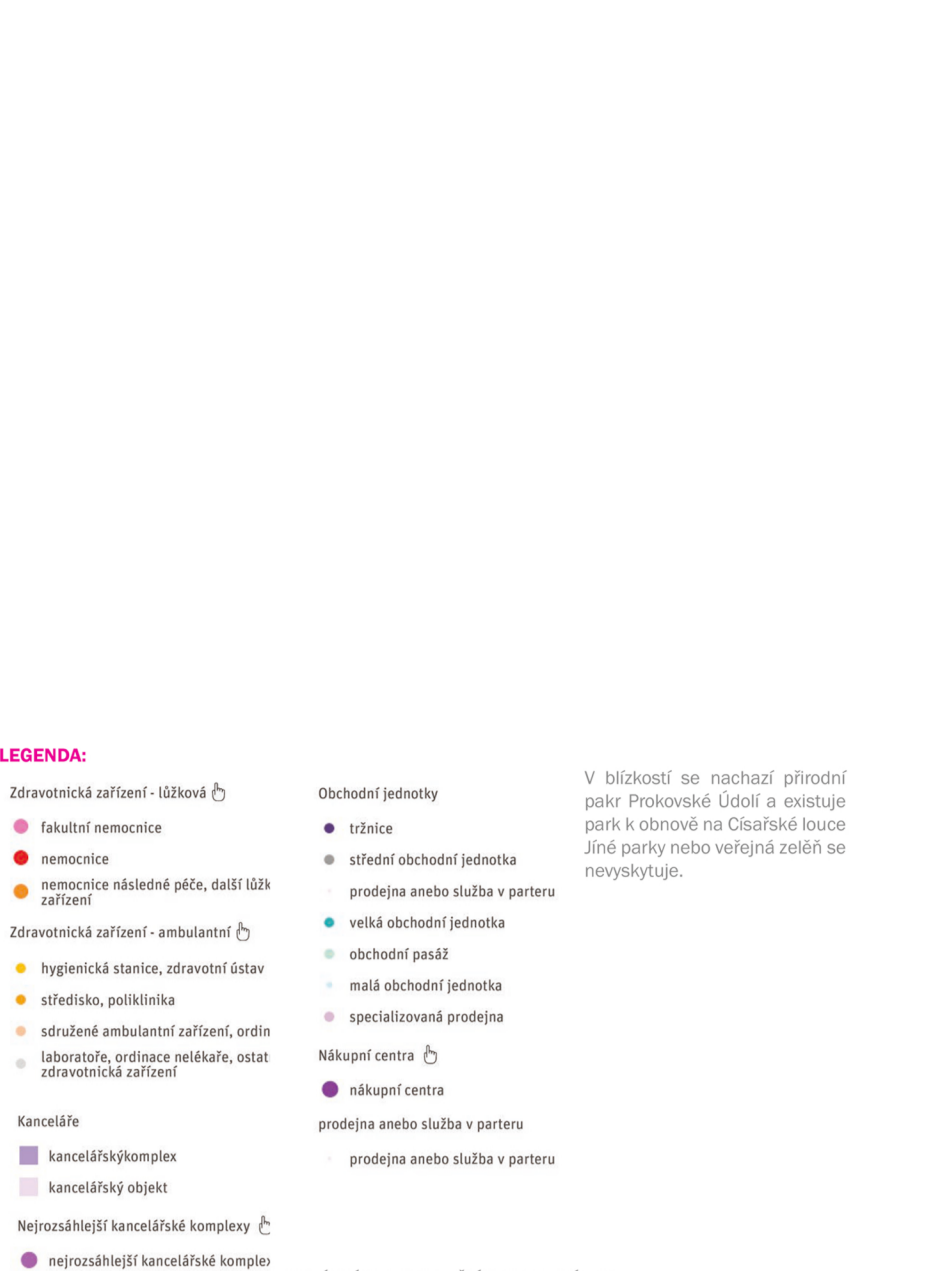 LEGENDA:
Zdravotnická zařízení - lůžková
fakultní nemocnice
nemocnice
nemocnice následné péče, další lůžk
zařízení
Zdravotnická zařízení - ambulantní
hygienická stanice, zdravotní ústav
středisko, poliklinika
sdružené ambulantní zařízení, ordin
laboratoře, ordinace nelékaře, ostat
zdravotnická zařízení
Kanceláře
kancelářskýkomplex
kancelářský objekt
Nejrozsáhlejší kancelářské komplexy
nejrozsáhlejší kancelářské komplex
Obchodní jednotky
tržnice
střední obchodní jednotka
prodejna anebo služba v parteru
velká obchodní jednotka
obchodní pasáž
malá obchodní jednotka
specializovaná prodejna
Nákupní centra
nákupní centra
prodejna anebo služba v parteru
prodejna anebo služba v parteru
V blízkostí se nachazí přirodní
pakr Prokovské Údolí a existuje
park k obnově na Císařské louce
Jíné parky nebo veřejná zelěň se
nevyskytuje.